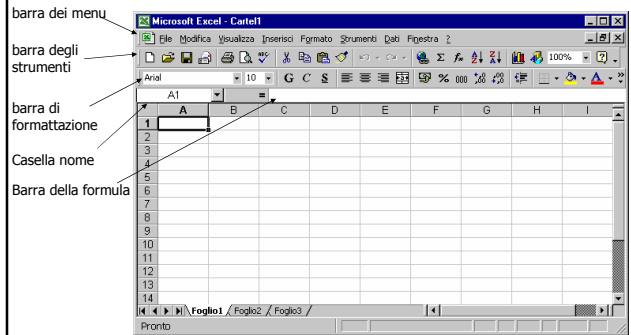 barra dei menu
barra degli
strumenti
barra di
formattazione
Casella nome
Barra della formula
Microsoft Excel - Cartel1
File Modifica Visualizza Inserisci Formato Strumenti Dati Finestra ?
100%
Arial 10 G C S % 000
A1 =
A B C D E F G H I
1
2
3
4
5
6
7
8
9
10
11
12
13
14
Foglio1 Foglio2 Foglio3
Pronto